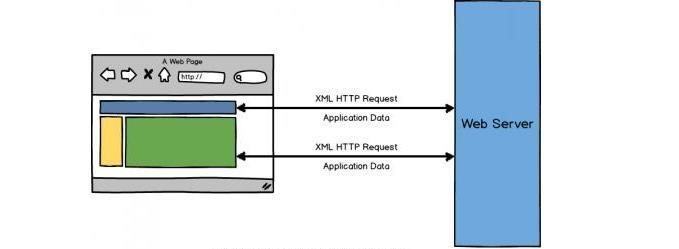 A Web Page
http://
XML HTTP Request
Application Data
Web Server
XML HTTP Request
Application Data